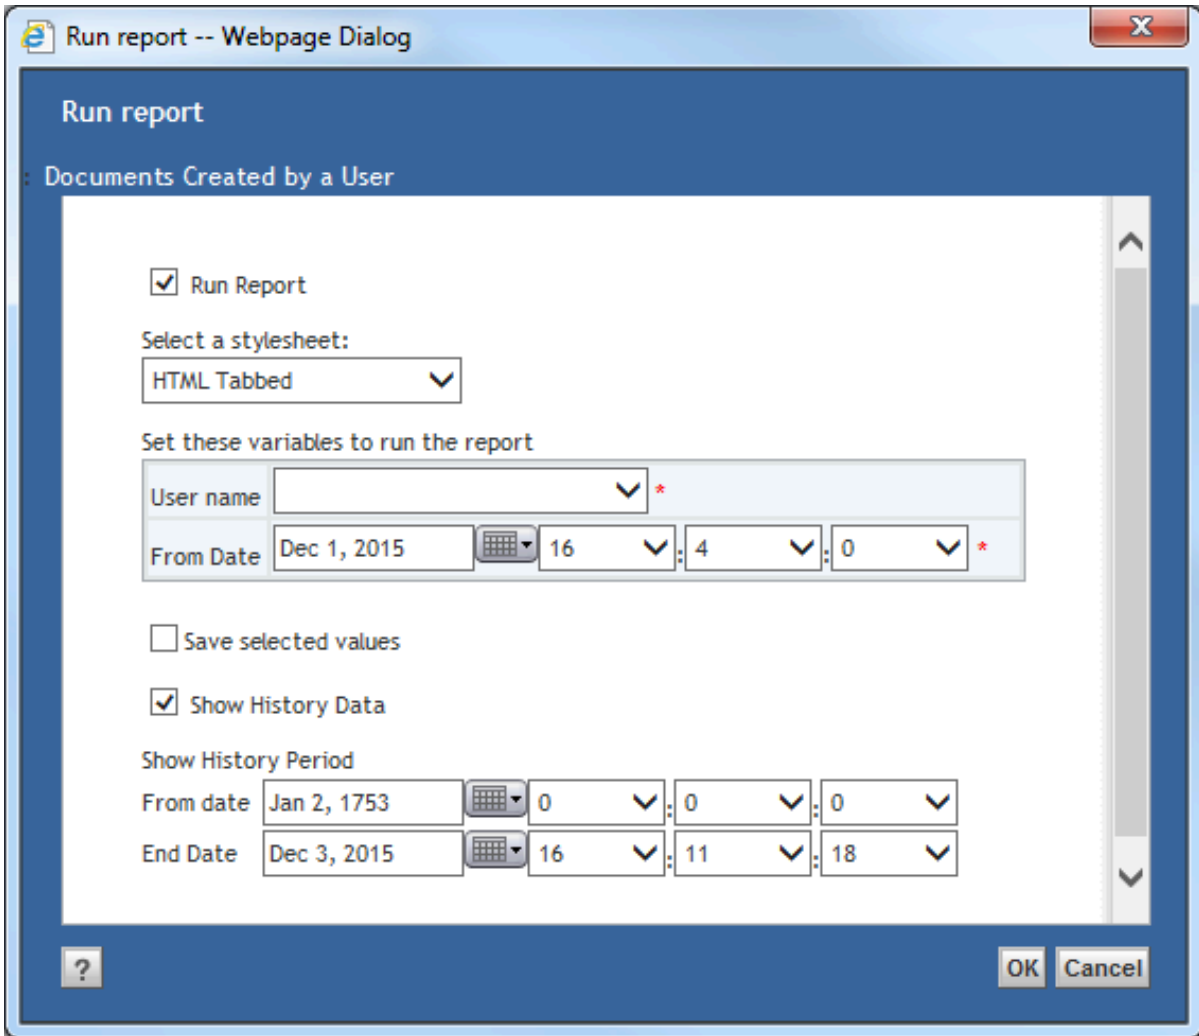 Run report -- Webpage Dialog
X
Run report
: Documents Created by a User
Run Report
Select a stylesheet:
HTML Tabbed
Set these variables to run the report
User name *
From Date Dec 1, 2015 16 : 4 : 0 *
Save selected values
Show History Data
Show History Period
From date Jan 2, 1753 0 : 0 : 0
End Date Dec 3, 2015 16 : 11 : 18
? OK Cancel